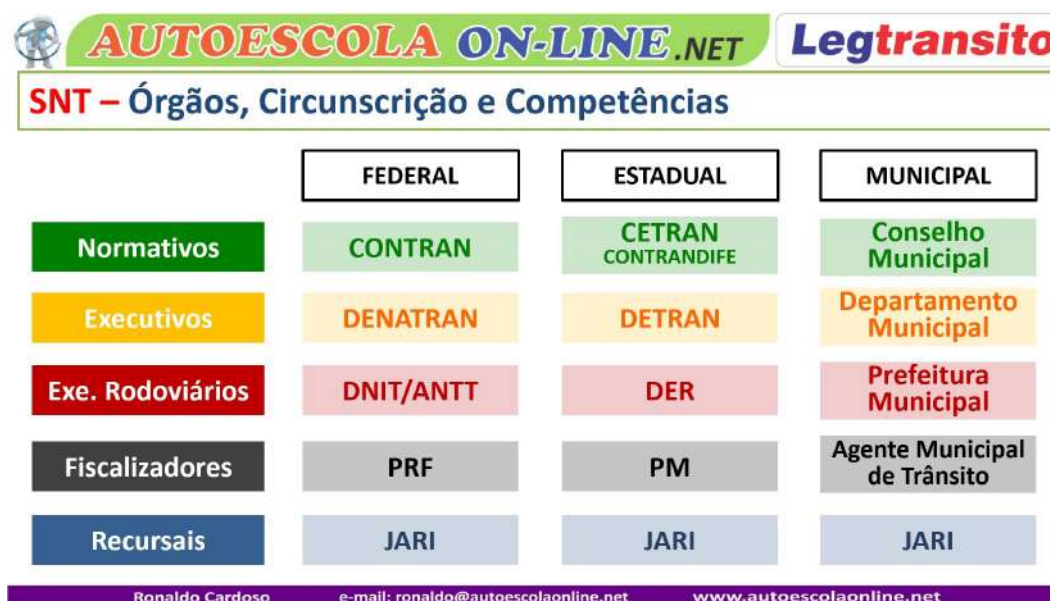 AUTOESCOLA ON-LINE.NET
Legtransito
SNT – Órgãos, Circunscrição e Competências
FEDERAL
ESTADUAL
MUNICIPAL
Normativos
CONTRAN
CETRAN
CONTRANDIFE
Conselho
Municipal
Executivos
DENATRAN
DETRAN
Departamento
Municipal
Exe. Rodoviários
DNIT/ANTT
DER
Prefeitura
Municipal
Fiscalizadores
PRF
PM
Agente Municipal
de Trânsito
Recursais
JARI
JARI
JARI
Ronaldo Cardoso e-mail: ronaldo@autoescolaonline.net www.autoescolaonline.net